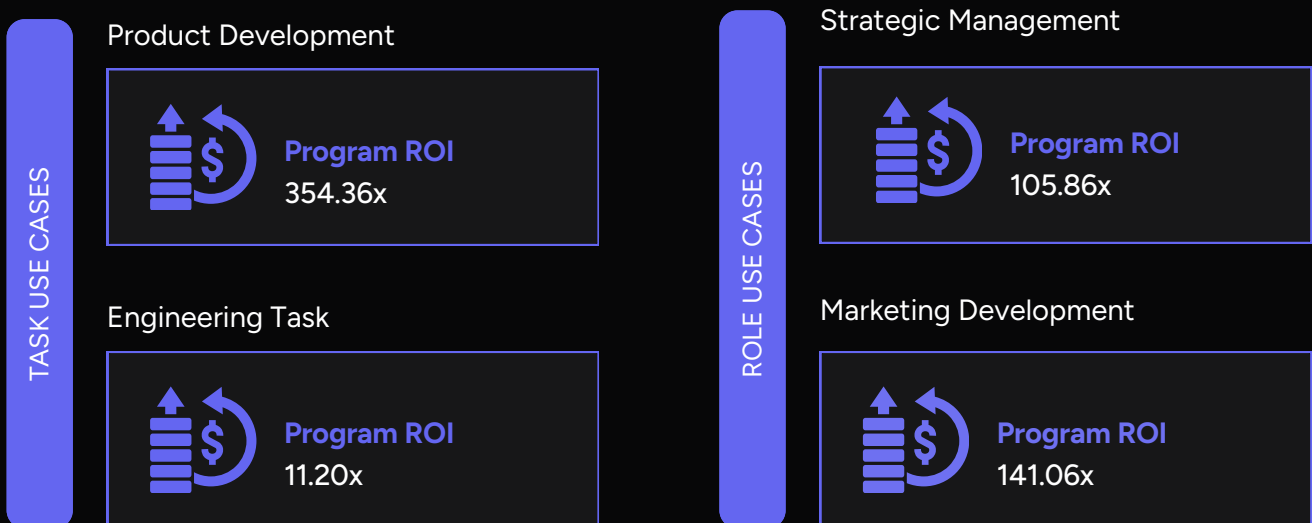 TASK USE CASES
Product Development
Program ROI
354.36x
Engineering Task
Program ROI
11.20x
ROLE USE CASES
Strategic Management
Program ROI
105.86x
Marketing Development
Program ROI
141.06x